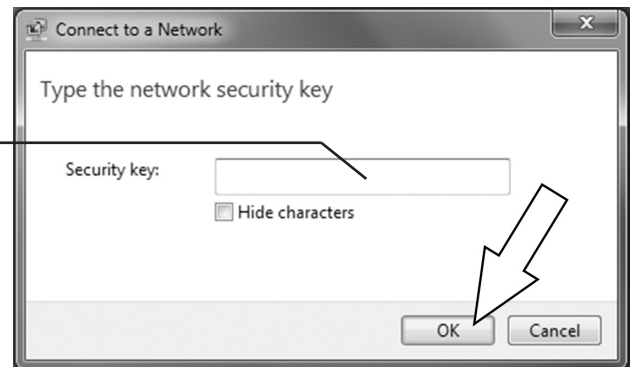 Connect to a Network
Type the network security key
Security key:
Hide characters
OK
Cancel